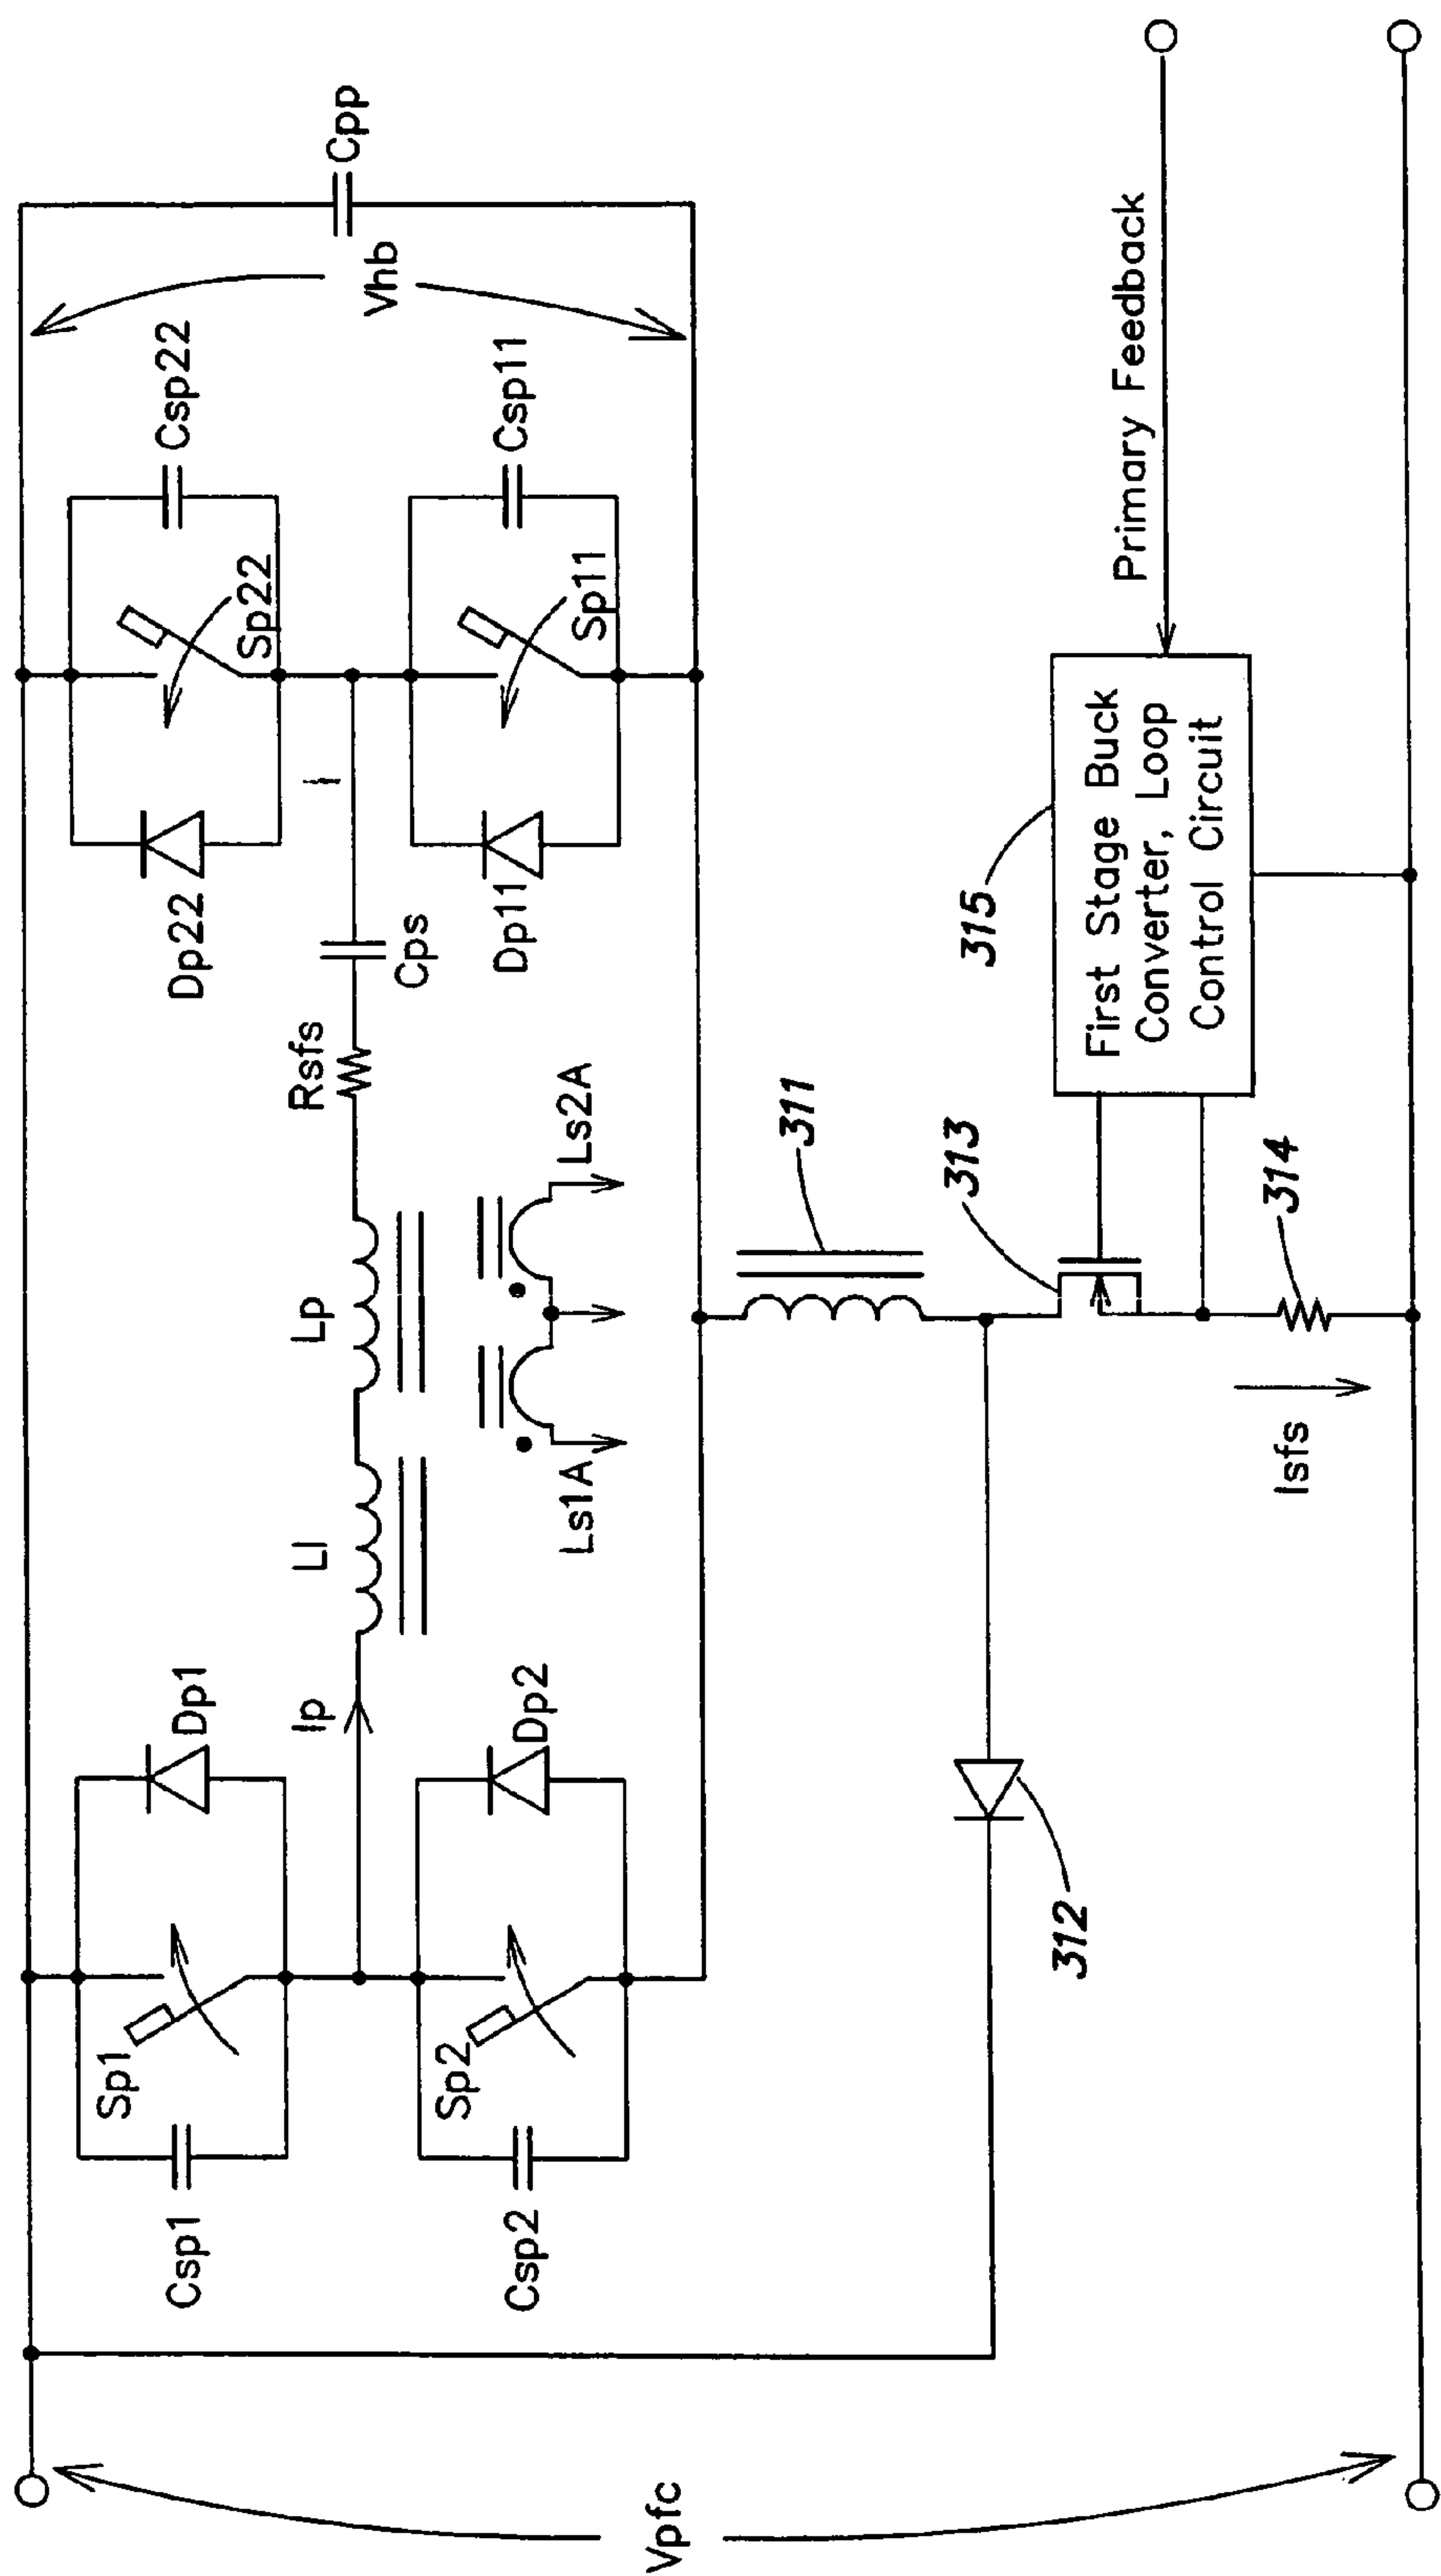 Vpfc
Csp1
Sp1
Dp1
Csp2
Sp2
Dp2
Ip
Ll
Lp
Rsfs
Cps
Ls1A
Ls2A
Dp22
Sp22
Csp22
Dp11
Sp11
Csp11
Vhb
Cpp
311
312
313
314
Isfs
315
First Stage Buck
Converter, Loop
Control Circuit
Primary Feedback